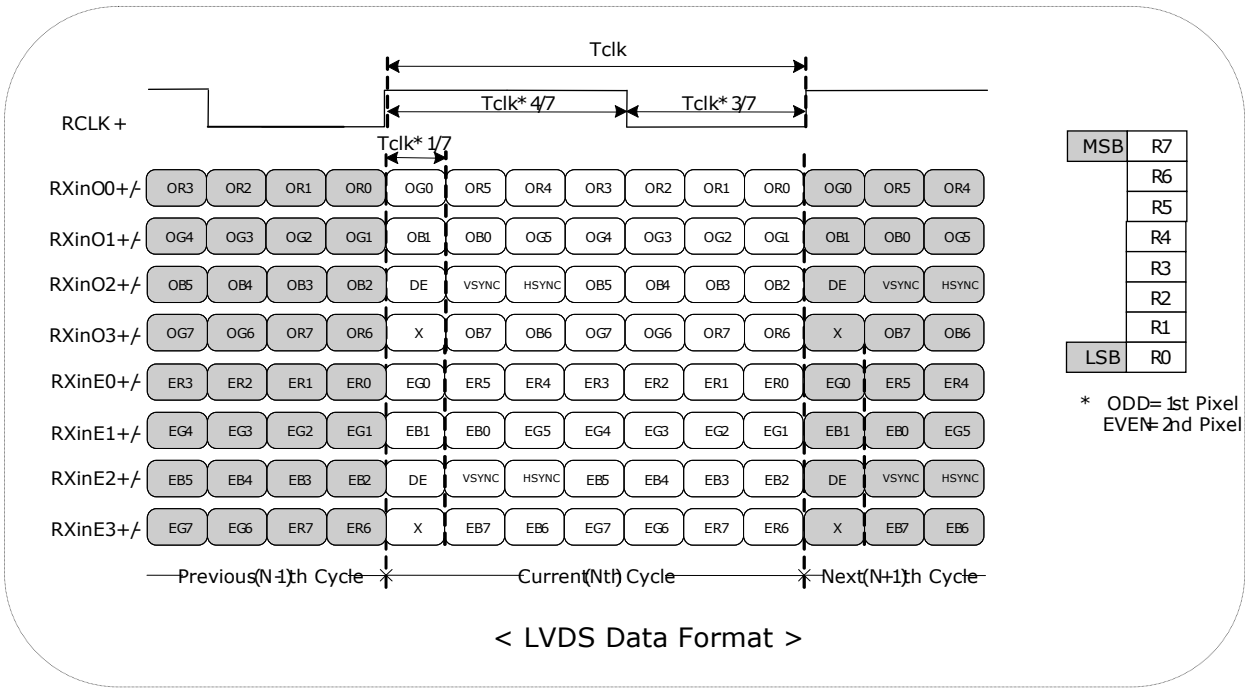 Tclk
Tclk* 4/7 Tclk* 3/7
RCLK +
Tclk* 1/7
RXinO0+/- OR3 OR2 OR1 OR0 OG0 OR5 OR4 OR3 OR2 OR1 OR0 OG0 OR5 OR4
RXinO1+/- OG4 OG3 OG2 OG1 OB1 OB0 OG5 OG4 OG3 OG2 OG1 OB1 OB0 OG5
RXinO2+/- OB5 OB4 OB3 OB2 DE VSYNC HSYNC OB5 OB4 OB3 OB2 DE VSYNC HSYNC
RXinO3+/- OG7 OG6 OR7 OR6 X OB7 OB6 OG7 OG6 OR7 OR6 X OB7 OB6
RXinE0+/- ER3 ER2 ER1 ER0 EG0 ER5 ER4 ER3 ER2 ER1 ER0 EG0 ER5 ER4
RXinE1+/- EG4 EG3 EG2 EG1 EB1 EB0 EG5 EG4 EG3 EG2 EG1 EB1 EB0 EG5
RXinE2+/- EB5 EB4 EB3 EB2 DE VSYNC HSYNC EB5 EB4 EB3 EB2 DE VSYNC HSYNC
RXinE3+/- EG7 EG6 ER7 ER6 X EB7 EB6 EG7 EG6 ER7 ER6 X EB7 EB6
Previous(N-1)th Cycle Current(Nth) Cycle Next(N+1)th Cycle
MSB R7
R6
R5
R4
R3
R2
R1
LSB R0
* ODD= 1st Pixel
EVEN= 2nd Pixel
< LVDS Data Format >